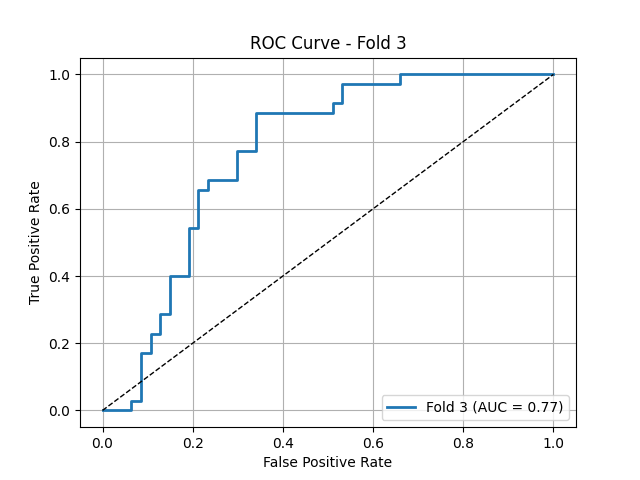 ROC Curve - Fold 3
True Positive Rate
1.0
0.8
0.6
0.4
0.2
0.0
Fold 3 (AUC = 0.77)
0.0 0.2 0.4 0.6 0.8 1.0
False Positive Rate